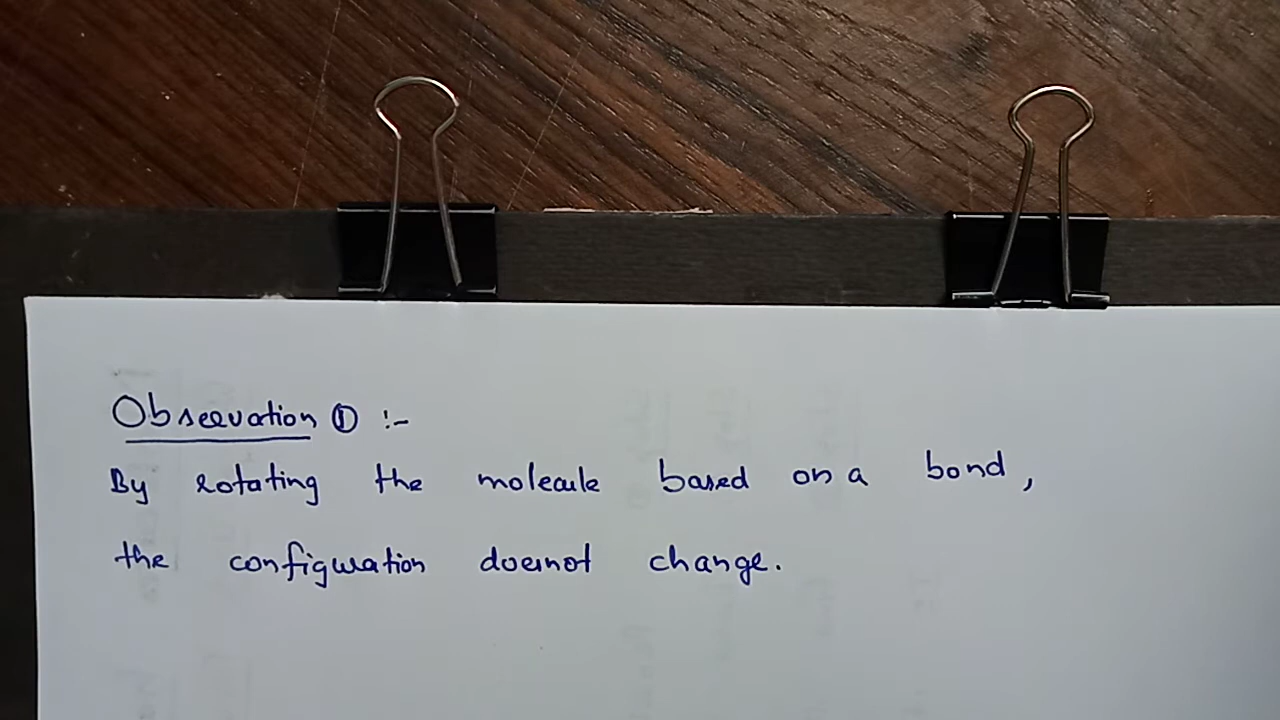 Observation ① :-
By rotating the molecule based on a bond,
the configuration doesnot change.